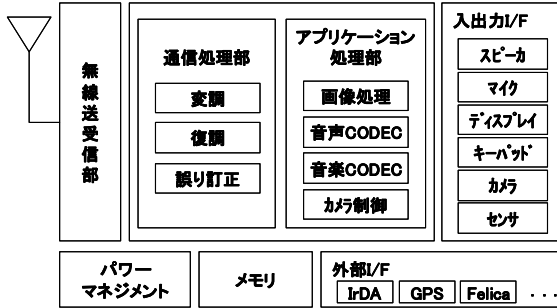 無線送受信部
通信処理部
変調
復調
誤り訂正
アプリケーション
処理部
画像処理
音声CODEC
音楽CODEC
カメラ制御
入出力I/F
スピーカ
マイク
ディスプレイ
キーパッド
カメラ
センサ
パワー
マネジメント
メモリ
外部I/F
IrDA
GPS
Felica
...